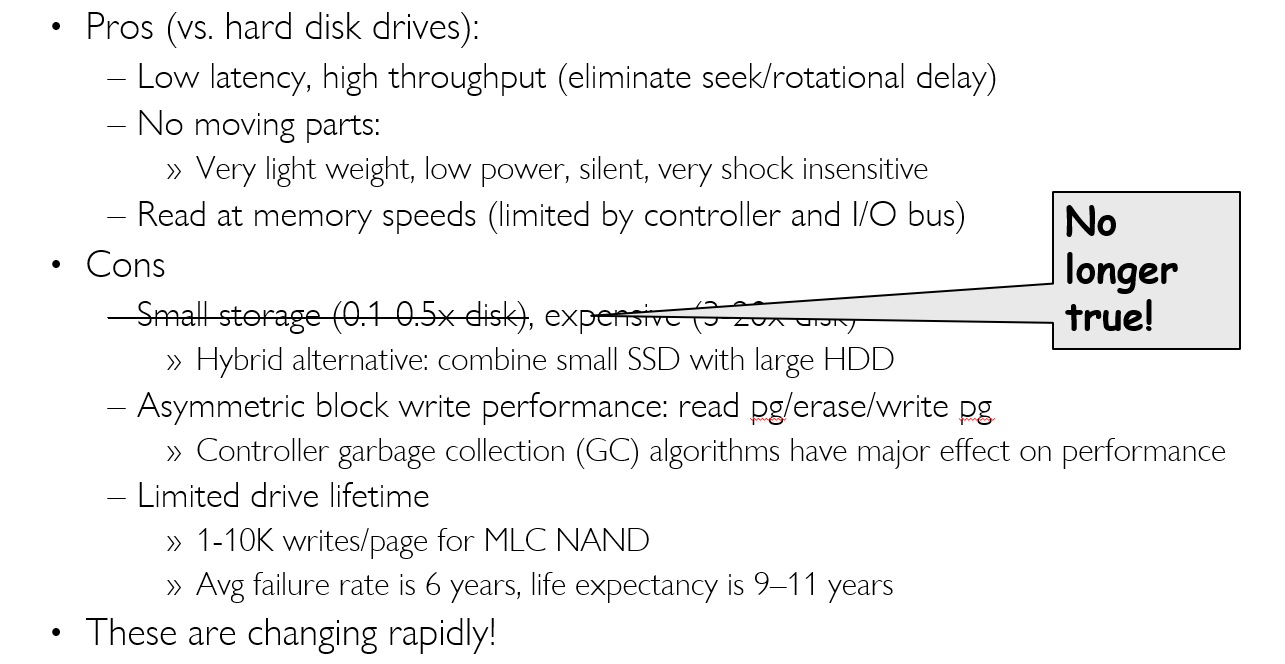 • Pros (vs. hard disk drives):
– Low latency, high throughput (eliminate seek/rotational delay)
– No moving parts:
» Very light weight, low power, silent, very shock insensitive
– Read at memory speeds (limited by controller and I/O bus)
• Cons
– Small storage (0.1-0.5x disk), expensive (3-20x disk)
» Hybrid alternative: combine small SSD with large HDD
– Asymmetric block write performance: read pg/erase/write pg
» Controller garbage collection (GC) algorithms have major effect on performance
– Limited drive lifetime
» 1-10K writes/page for MLC NAND
» Avg failure rate is 6 years, life expectancy is 9–11 years
• These are changing rapidly!
No
longer
true!